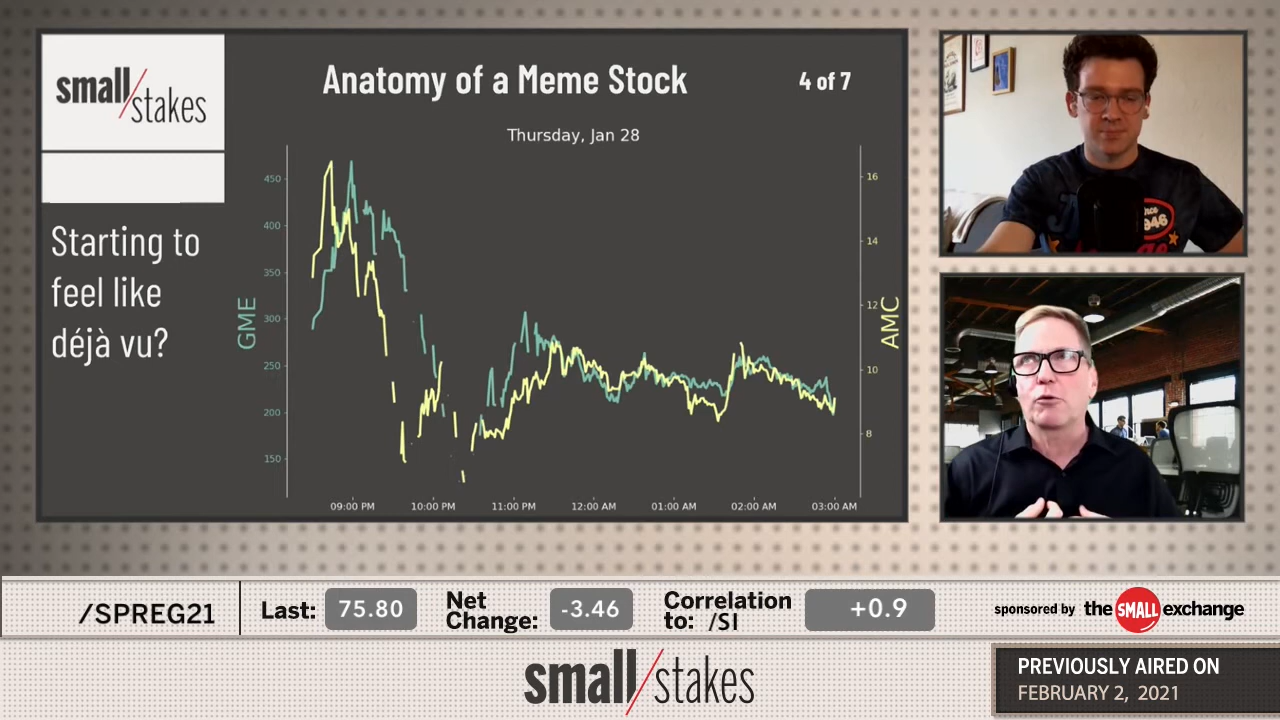 small/stakes
Anatomy of a Meme Stock
4 of 7
Thursday, Jan 28
Starting to
feel like
déjà vu?
GME
450
400
350
300
250
200
150
AMC
16
14
12
10
8
09:00 PM
10:00 PM
11:00 PM
12:00 AM
01:00 AM
02:00 AM
03:00 AM
/SPREG21
Last:
75.80
Net
Change:
-3.46
Correlation
to: /SI
+0.9
sponsored by
the SMALL exchange
small/stakes
PREVIOUSLY AIRED ON
FEBRUARY 2, 2021